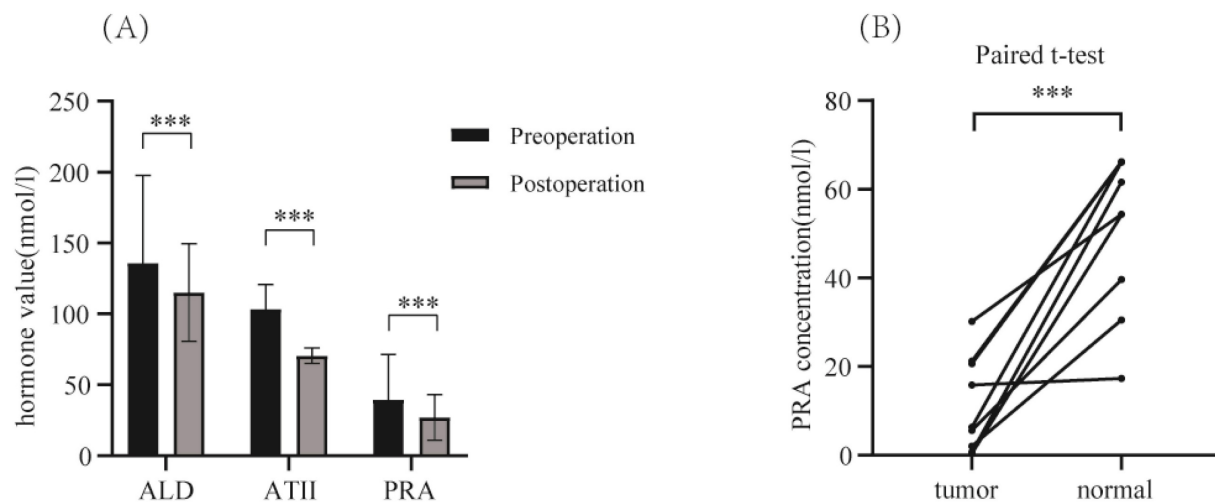 (A)
hormone value(nmol/l)
250
200
150
100
50
0
***
***
***
ALD
ATII
PRA
Preoperation
Postoperation
(B)
Paired t-test
***
PRA concentration(nmol/l)
80
60
40
20
0
tumor
normal